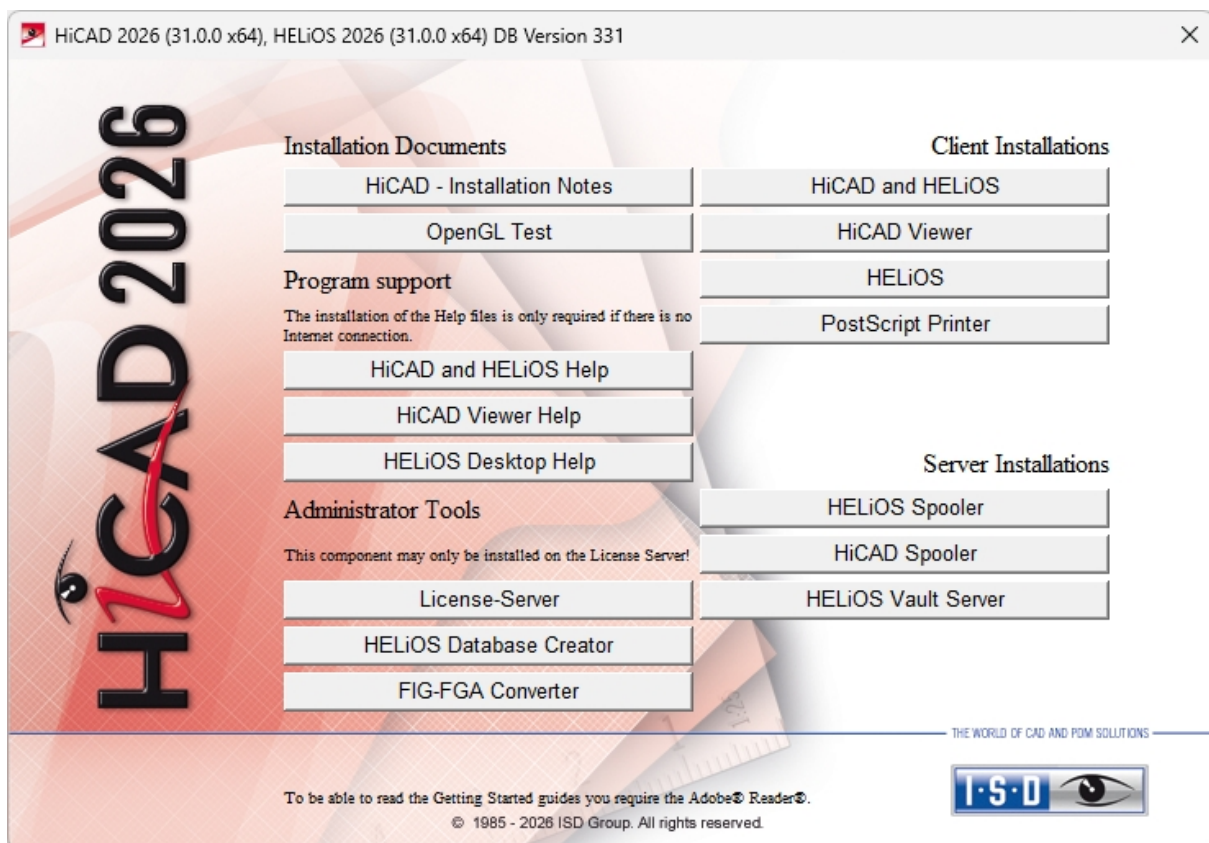 HiCAD 2026 (31.0.0 x64), HELiOS 2026 (31.0.0 x64) DB Version 331
HiCAD 2026
Installation Documents
HiCAD - Installation Notes
OpenGL Test
Program support
The installation of the Help files is only required if there is no
Internet connection.
HiCAD and HELiOS Help
HiCAD Viewer Help
HELiOS Desktop Help
Administrator Tools
This component may only be installed on the License Server!
License-Server
HELiOS Database Creator
FIG-FGA Converter
Client Installations
HiCAD and HELiOS
HiCAD Viewer
HELiOS
PostScript Printer
Server Installations
HELiOS Spooler
HiCAD Spooler
HELiOS Vault Server
THE WORLD OF CAD AND PDM SOLUTIONS
I·S·D
To be able to read the Getting Started guides you require the Adobe® Reader®.
© 1985 - 2026 ISD Group. All rights reserved.